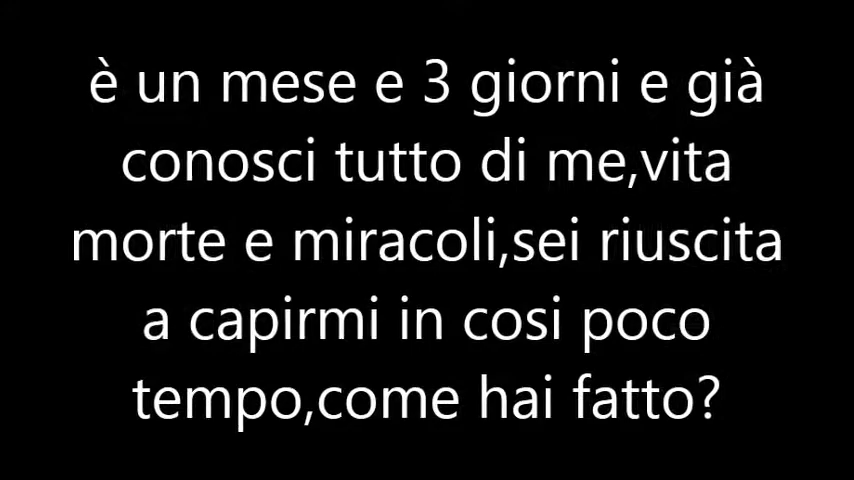 è un mese e 3 giorni e già
conosci tutto di me,vita
morte e miracoli,sei riuscita
a capirmi in cosi poco
tempo,come hai fatto?